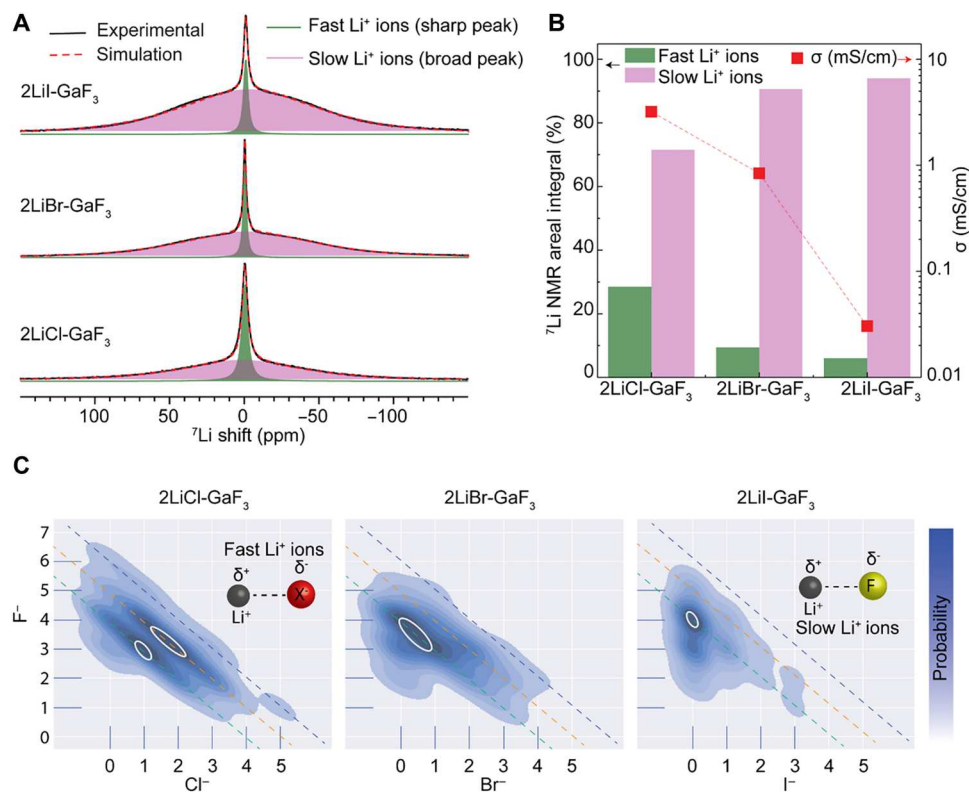 A
Experimental
Simulation
Fast Li⁺ ions (sharp peak)
Slow Li⁺ ions (broad peak)
2LiI-GaF₃
2LiBr-GaF₃
2LiCl-GaF₃
100 50 0 −50 −100
⁷Li shift (ppm)
B
Fast Li⁺ ions
Slow Li⁺ ions
σ (mS/cm)
100
80
60
40
20
0
⁷Li NMR areal integral (%)
10
1
0.1
0.01
σ (mS/cm)
2LiCl-GaF₃ 2LiBr-GaF₃ 2LiI-GaF₃
C
2LiCl-GaF₃ 2LiBr-GaF₃ 2LiI-GaF₃
7
6
5
4
3
2
1
0
F⁻
Fast Li⁺ ions
δ⁺ δ⁻
X
Li⁺
δ⁺ δ⁻
F
Li⁺
Slow Li⁺ ions
0 1 2 3 4 5
Cl⁻
0 1 2 3 4 5
Br⁻
0 1 2 3 4 5
I⁻
Probability